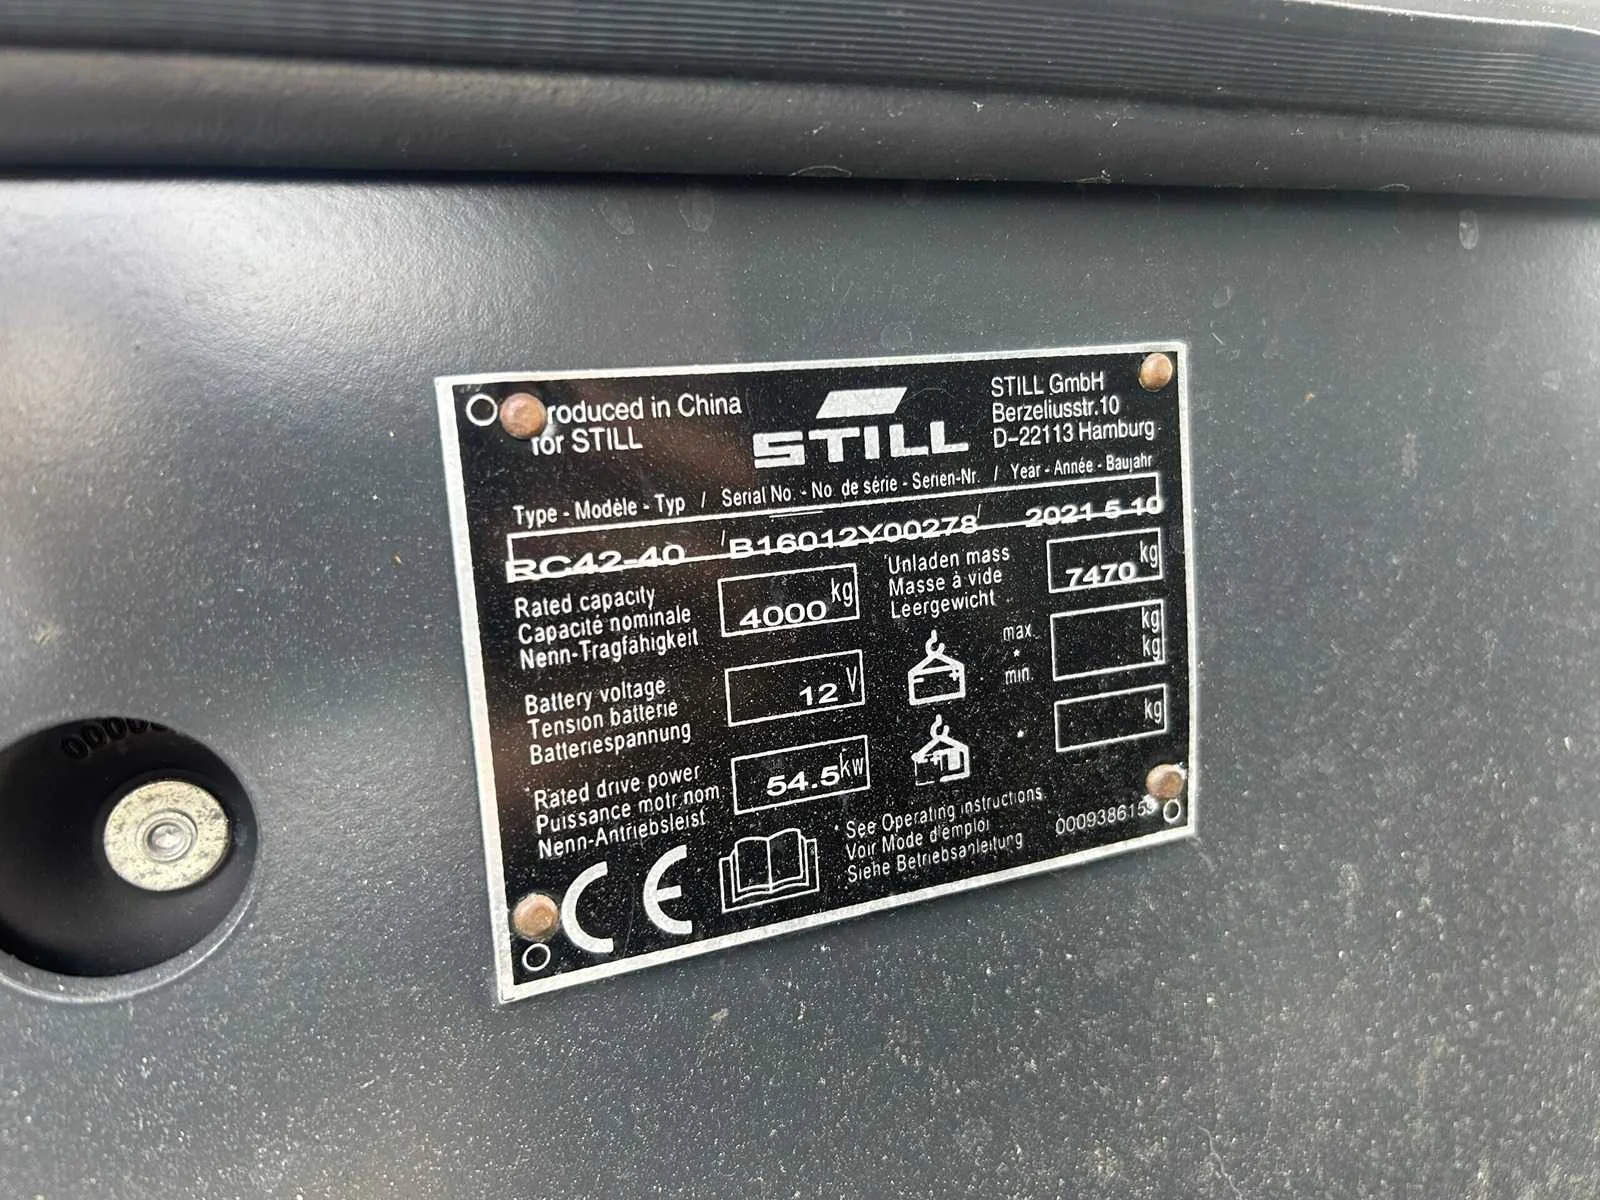 roduced in China
for STILL
STILL
STILL GmbH
Berzeliusstr.10
D-22113 Hamburg
Type - Modèle - Typ / Serial No. - No. de série - Serien-Nr. / Year - Année - Baujahr
RC42-40 / B16012Y00278 / 2021 5 10
Rated capacity
Capacité nominale
Nenn-Tragfähigkeit
4000 kg
Unladen mass
Masse à vide
Leergewicht
7470 kg
Battery voltage
Tension batterie
Batteriespannung
12 V
max.
*
min.
kg
kg
* Rated drive power
Puissance motr.nom
Nenn-Antriebsleist
54.5 kw
*
kg
CE
* See Operating instructions.
Voir Mode d'emploi
Siehe Betriebsanleitung